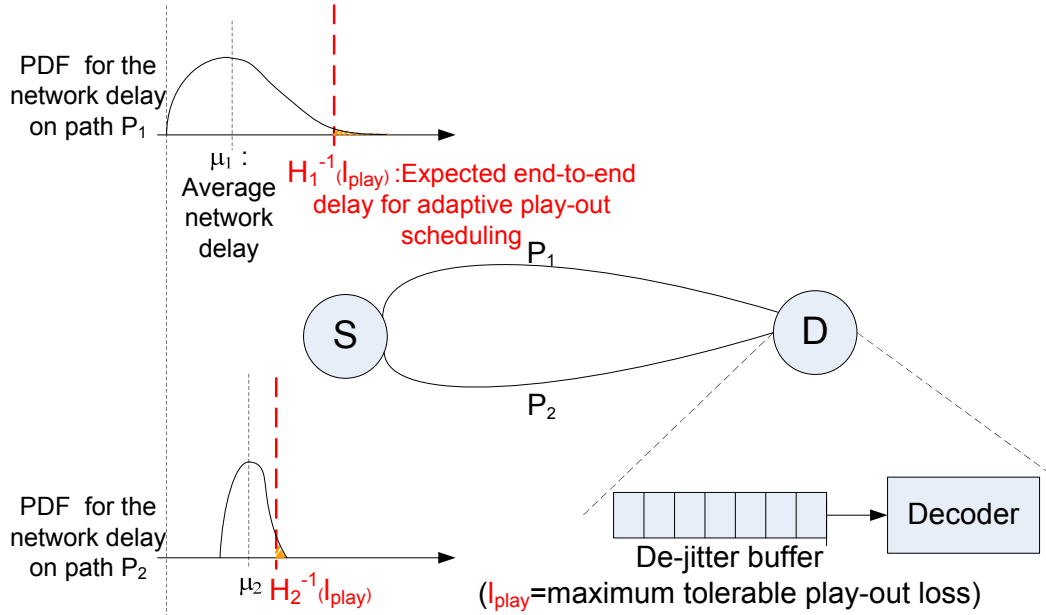 PDF for the
network delay
on path P1
μ1 :
Average
network
delay
H1^-1(lplay) :Expected end-to-end
delay for adaptive play-out
scheduling
P1
S
D
P2
PDF for the
network delay
on path P2
μ2
H2^-1(lplay)
Decoder
De-jitter buffer
(lplay=maximum tolerable play-out loss)